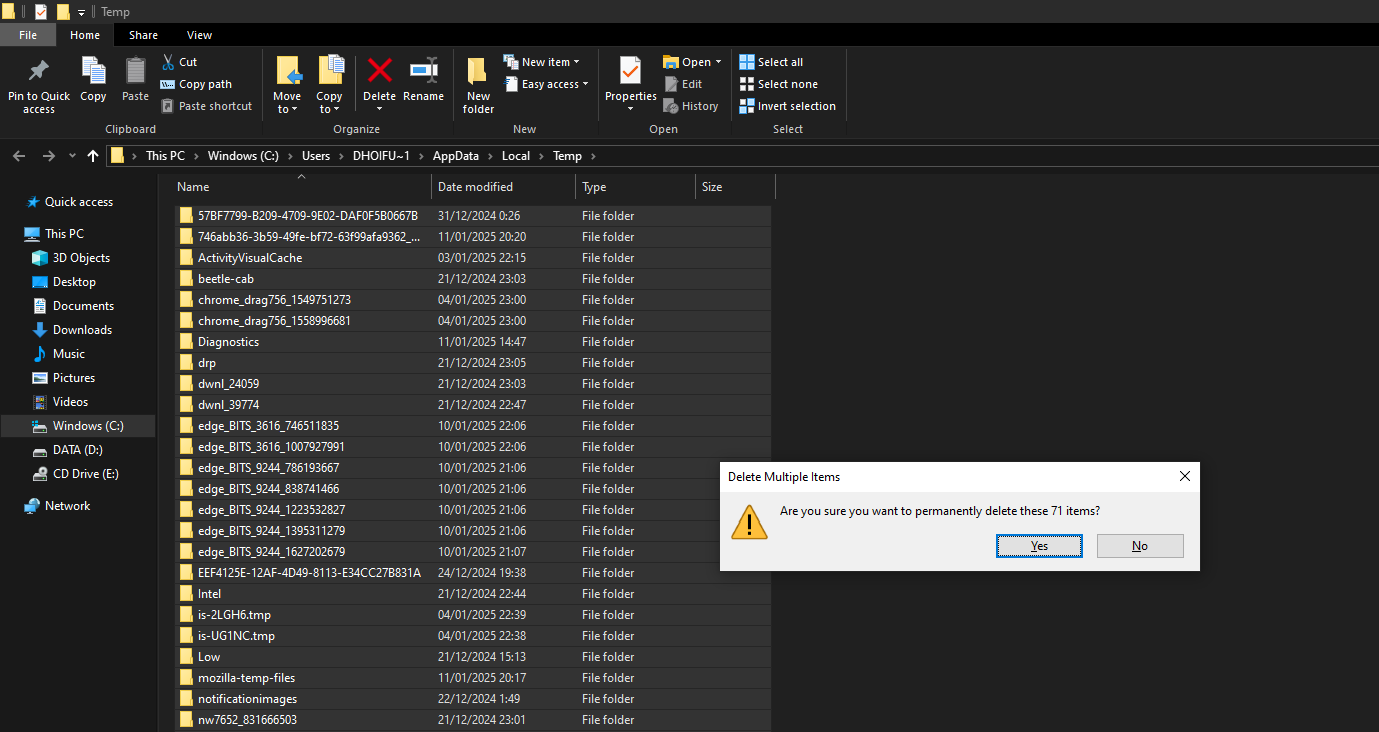 Temp
File Home Share View
Pin to Quick access
Copy
Paste
Cut
Copy path
Paste shortcut
Clipboard
Move to
Copy to
Delete
Rename
Organize
New folder
New item
Easy access
New
Properties
Open
Edit
History
Open
Select all
Select none
Invert selection
Select
This PC > Windows (C:) > Users > DHOIFU~1 > AppData > Local > Temp >
Quick access
This PC
3D Objects
Desktop
Documents
Downloads
Music
Pictures
Videos
Windows (C:)
DATA (D:)
CD Drive (E:)
Network
Name Date modified Type Size
57BF7799-B209-4709-9E02-DAF0F5B0667B 31/12/2024 0:26 File folder
746abb36-3b59-49fe-bf72-63f99afa9362_... 11/01/2025 20:20 File folder
ActivityVisualCache 03/01/2025 22:15 File folder
beetle-cab 21/12/2024 23:03 File folder
chrome_drag756_1549751273 04/01/2025 23:00 File folder
chrome_drag756_1558996681 04/01/2025 23:00 File folder
Diagnostics 11/01/2025 14:47 File folder
drp 21/12/2024 23:05 File folder
dwnl_24059 21/12/2024 23:03 File folder
dwnl_39774 21/12/2024 22:47 File folder
edge_BITS_3616_746511835 10/01/2025 22:06 File folder
edge_BITS_3616_1007927991 10/01/2025 22:06 File folder
edge_BITS_9244_786193667 10/01/2025 21:06 File folder
edge_BITS_9244_838741466 10/01/2025 21:06 File folder
edge_BITS_9244_1223532827 10/01/2025 21:06 File folder
edge_BITS_9244_1395311279 10/01/2025 21:06 File folder
edge_BITS_9244_1627202679 10/01/2025 21:07 File folder
EEF4125E-12AF-4D49-8113-E34CC27B831A 24/12/2024 19:38 File folder
Intel 21/12/2024 22:44 File folder
is-2LGH6.tmp 04/01/2025 22:39 File folder
is-UG1NC.tmp 04/01/2025 22:38 File folder
Low 21/12/2024 15:13 File folder
mozilla-temp-files 11/01/2025 20:17 File folder
notificationimages 22/12/2024 1:49 File folder
nw7652_831666503 21/12/2024 23:01 File folder
Delete Multiple Items
Are you sure you want to permanently delete these 71 items?
Yes No